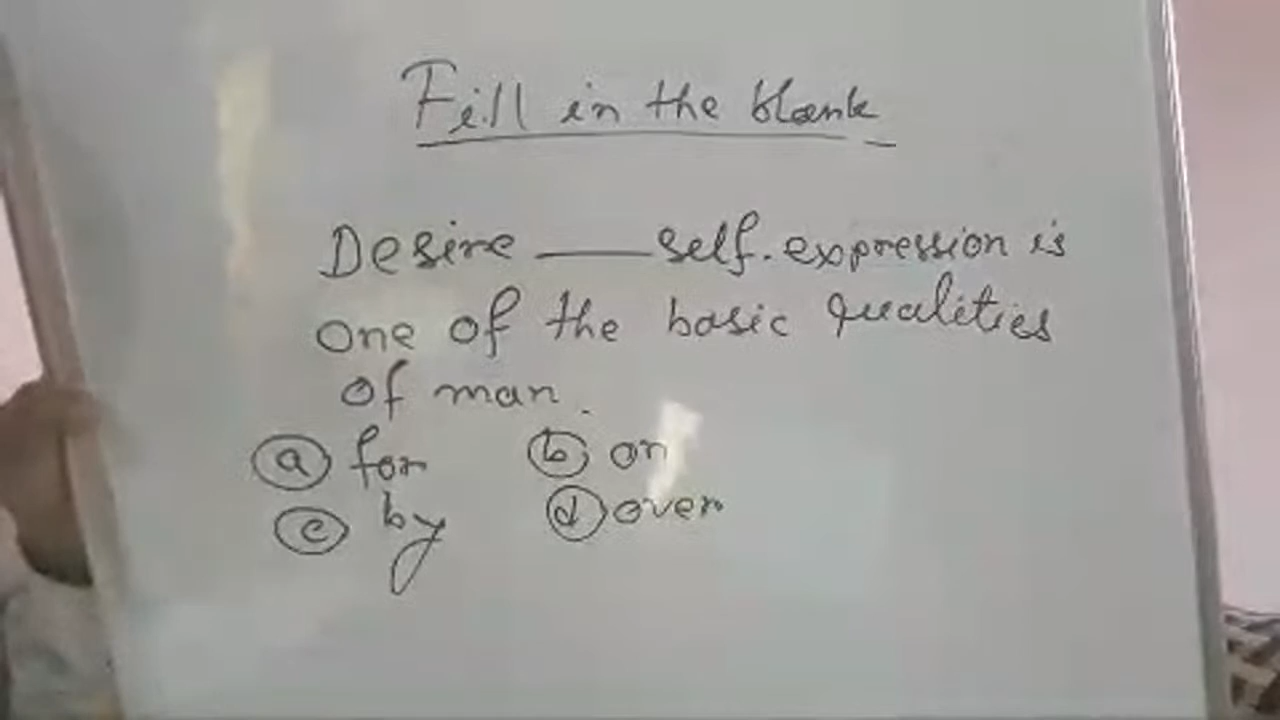 Fill in the blank
Desire ____ self-expression is
one of the basic qualities
of man.
(a) for (b) on
(c) by (d) over